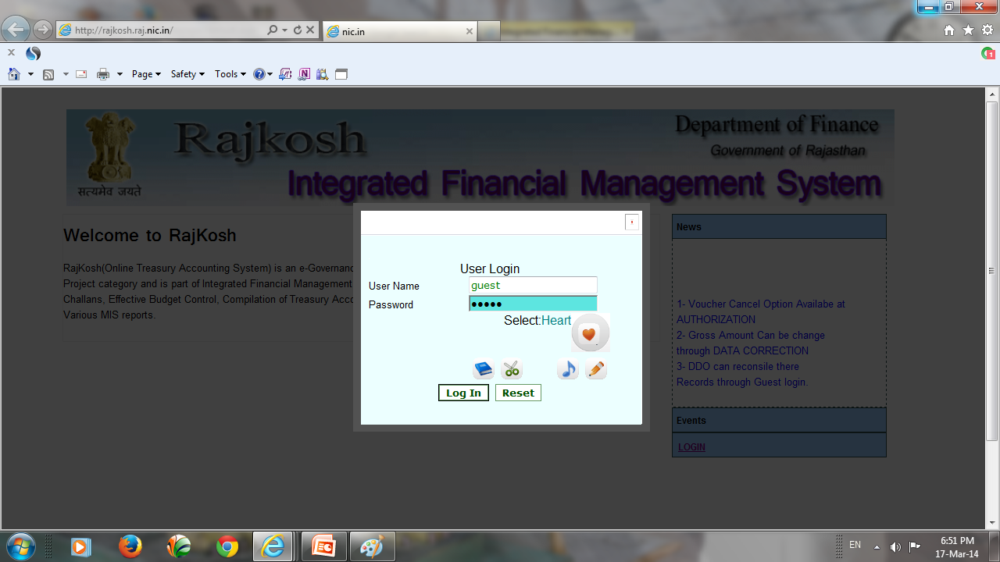 http://rajkosh.raj.nic.in/
nic.in
Page
Safety
Tools
सत्यमेव जयते
Rajkosh
Department of Finance
Government of Rajasthan
Integrated Financial Management System
Welcome to RajKosh
RajKosh(Online Treasury Accounting System) is an e-Governanc
Project category and is part of Integrated Financial Management
Challans, Effective Budget Control, Compilation of Treasury Acco
Various MIS reports.
User Login
User Name guest
Password
Select:Heart
Log In Reset
News
1- Voucher Cancel Option Availabe at
AUTHORIZATION
2- Gross Amount Can be change
through DATA CORRECTION
3- DDO can reconsile there
Records through Guest login.
Events
LOGIN
EN
6:51 PM
17-Mar-14